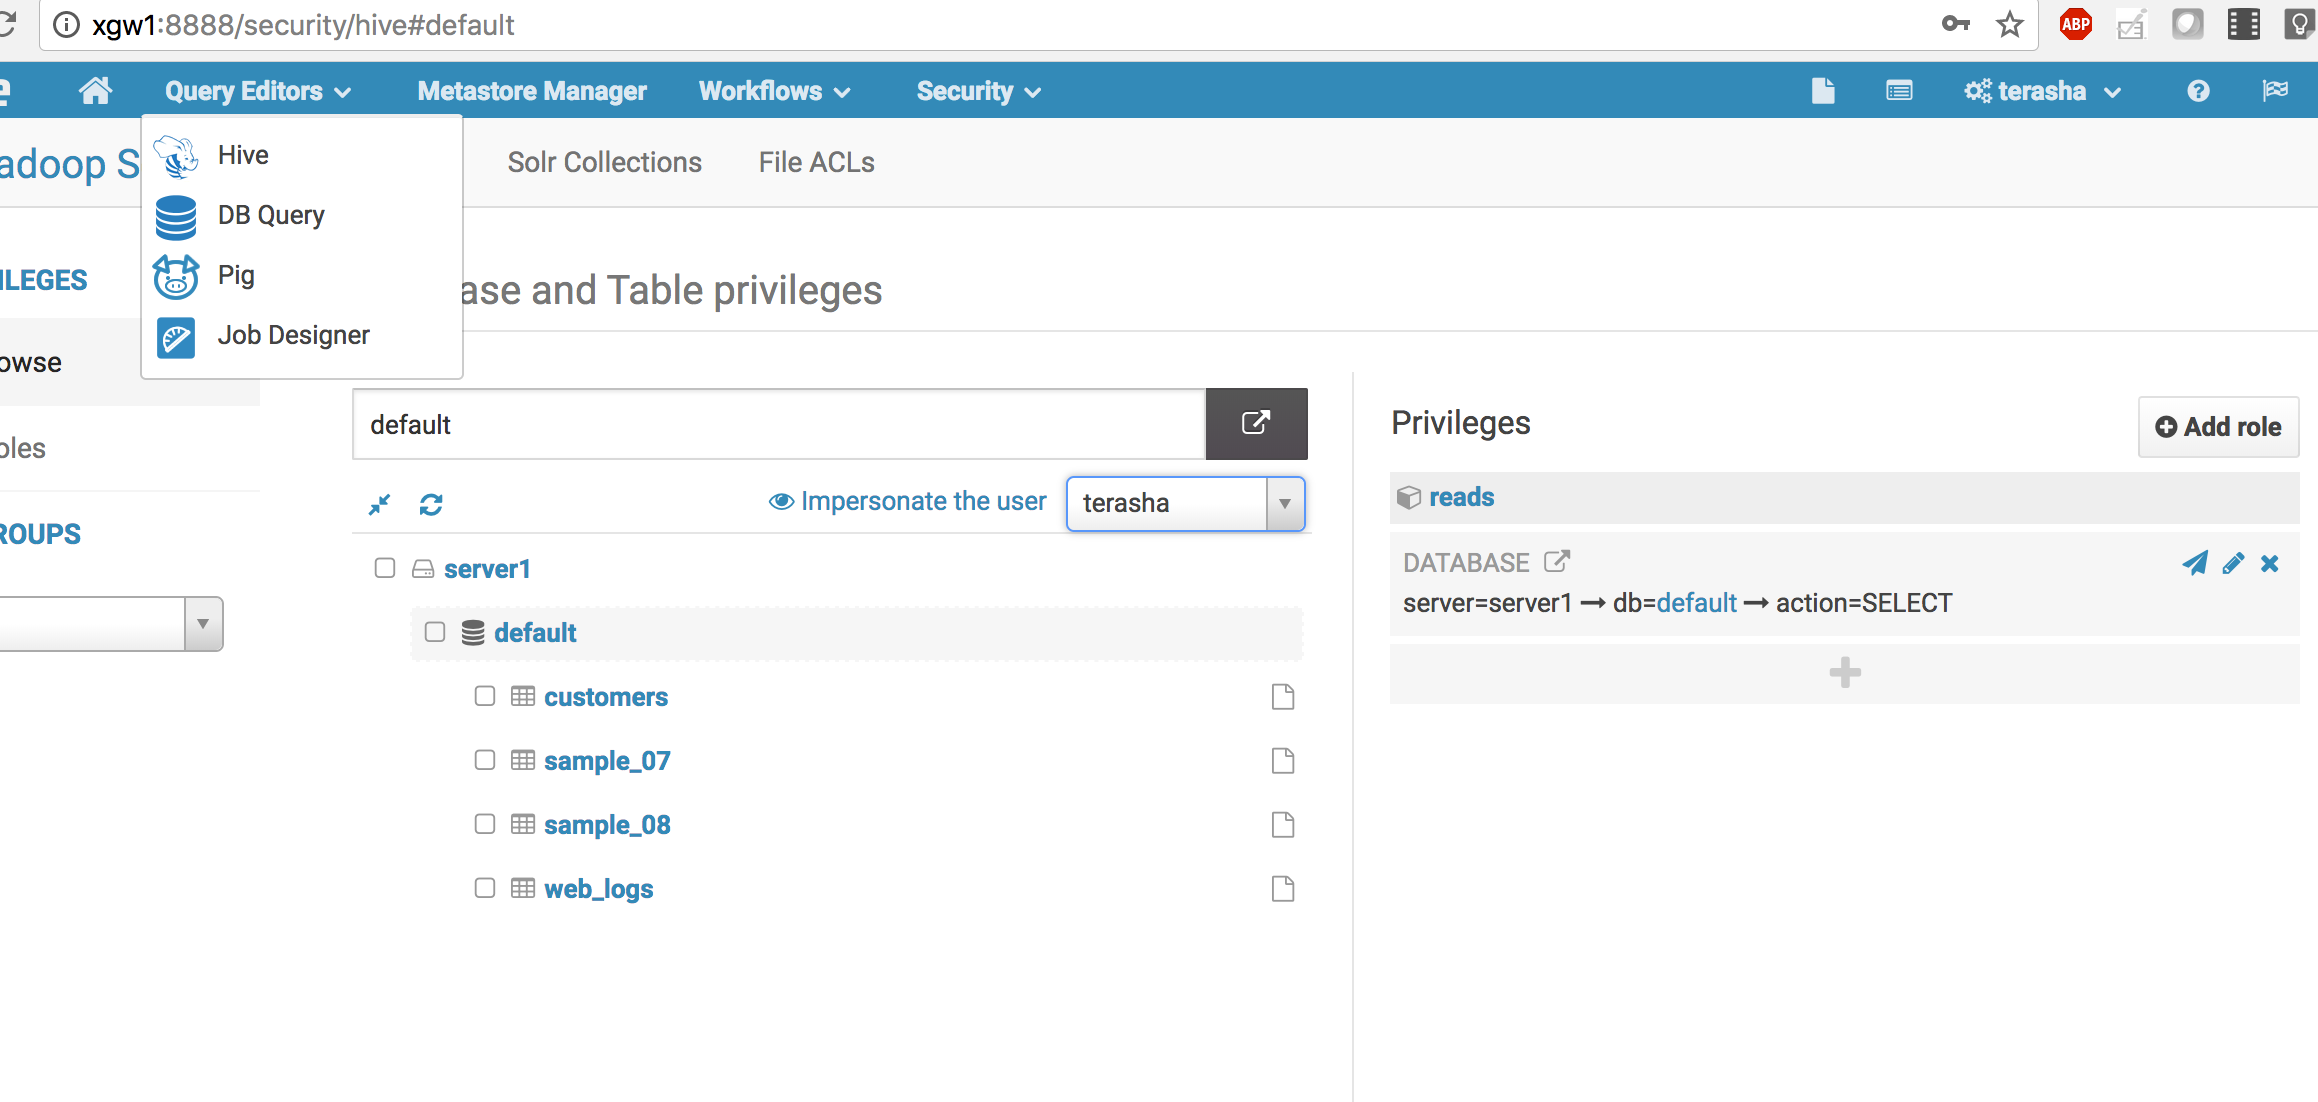 xgw1:8888/security/hive#default
ABP
Query Editors
Metastore Manager
Workflows
Security
terasha
adoop S
Solr Collections
File ACLs
Hive
DB Query
Pig
Job Designer
ILEGES
ase and Table privileges
owse
oles
ROUPS
default
Impersonate the user
terasha
server1
default
customers
sample_07
sample_08
web_logs
Privileges
Add role
reads
DATABASE
server=server1 → db=default → action=SELECT